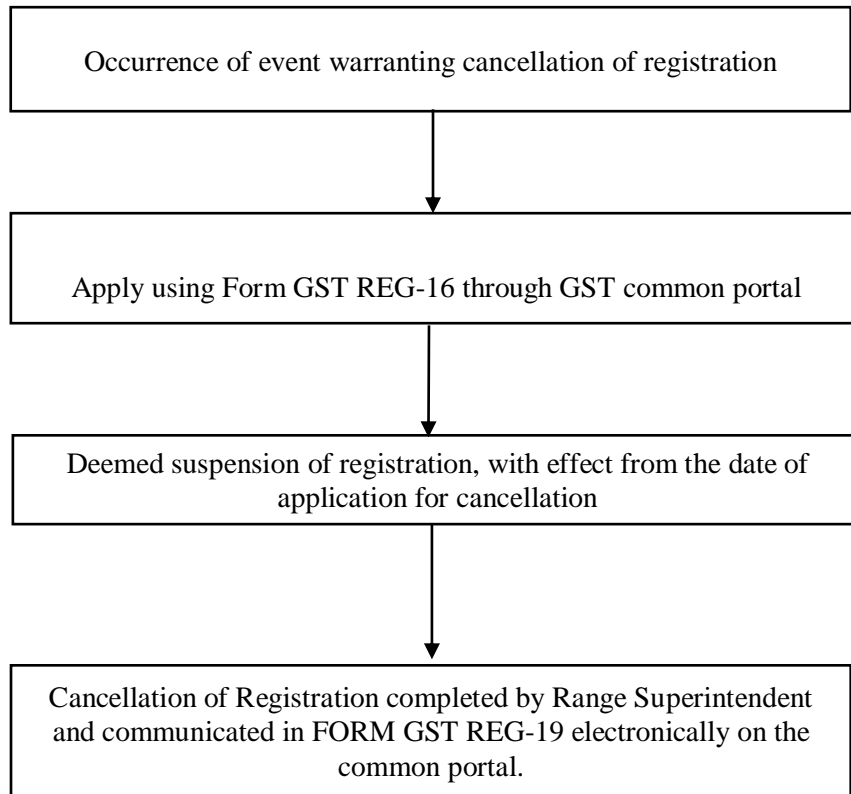 Occurrence of event warranting cancellation of registration
Apply using Form GST REG-16 through GST common portal
Deemed suspension of registration, with effect from the date of
application for cancellation
Cancellation of Registration completed by Range Superintendent
and communicated in FORM GST REG-19 electronically on the
common portal.